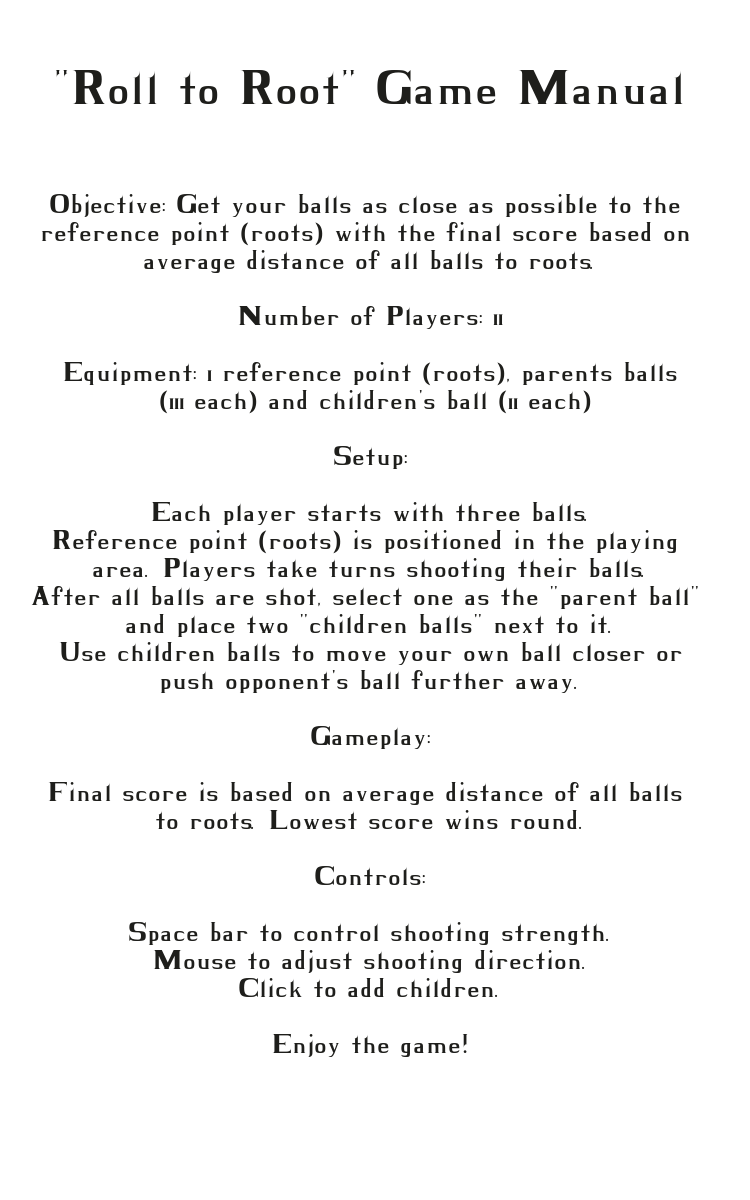 "Roll to Root" Game Manual
Objective: Get your balls as close as possible to the
reference point (roots) with the final score based on
average distance of all balls to roots.
Number of Players: II
Equipment: I reference point (roots), parents balls
(III each) and children's ball (II each)
Setup:
Each player starts with three balls.
Reference point (roots) is positioned in the playing
area. Players take turns shooting their balls.
After all balls are shot, select one as the "parent ball"
and place two "children balls" next to it.
Use children balls to move your own ball closer or
push opponent's ball further away.
Gameplay:
Final score is based on average distance of all balls
to roots. Lowest score wins round.
Controls:
Space bar to control shooting strength.
Mouse to adjust shooting direction.
Click to add children.
Enjoy the game!